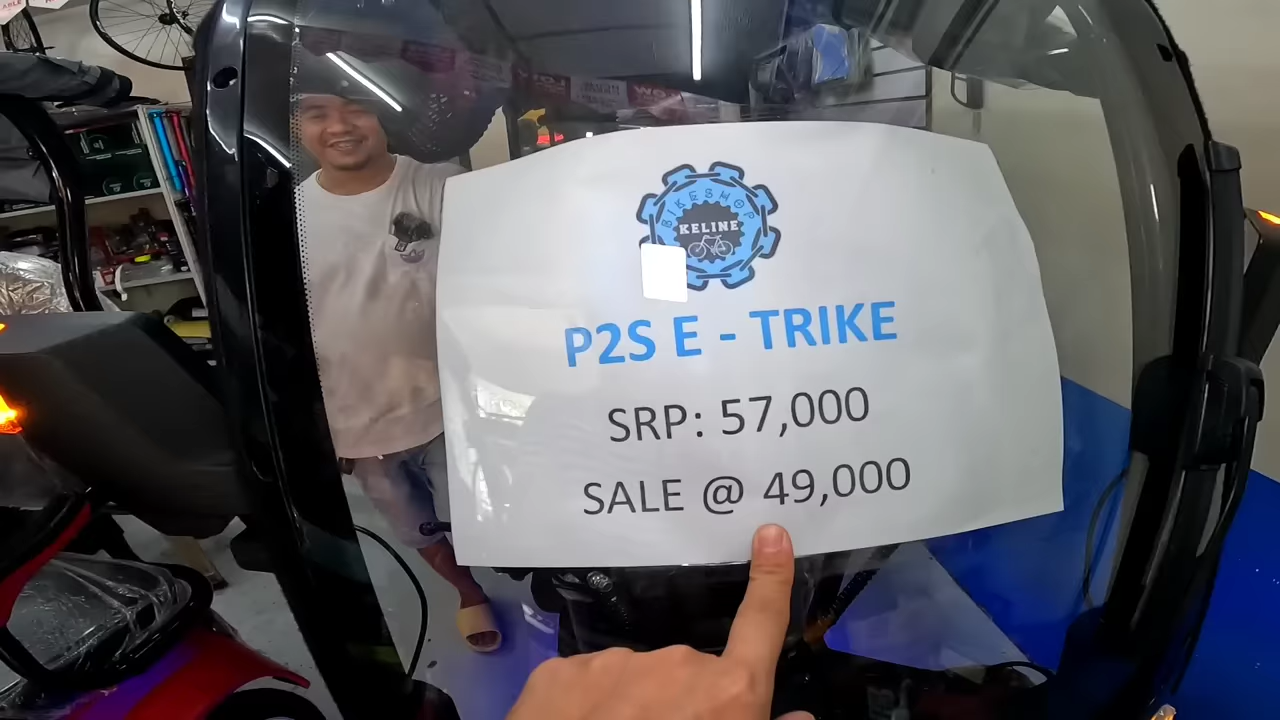 BIKESHOP
KELINE
P2S E - TRIKE
SRP: 57,000
SALE @ 49,000